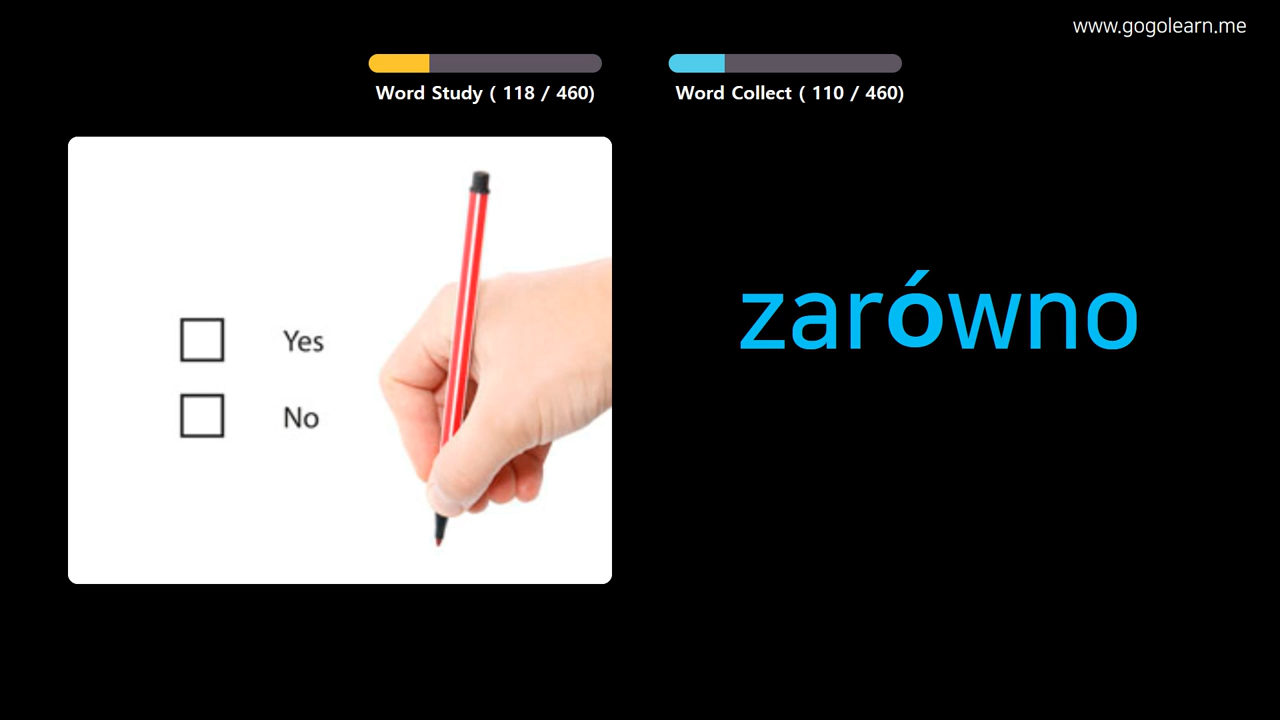 www.gogolearn.me
Word Study ( 118 / 460)
Word Collect ( 110 / 460)
zarówno
Yes
No